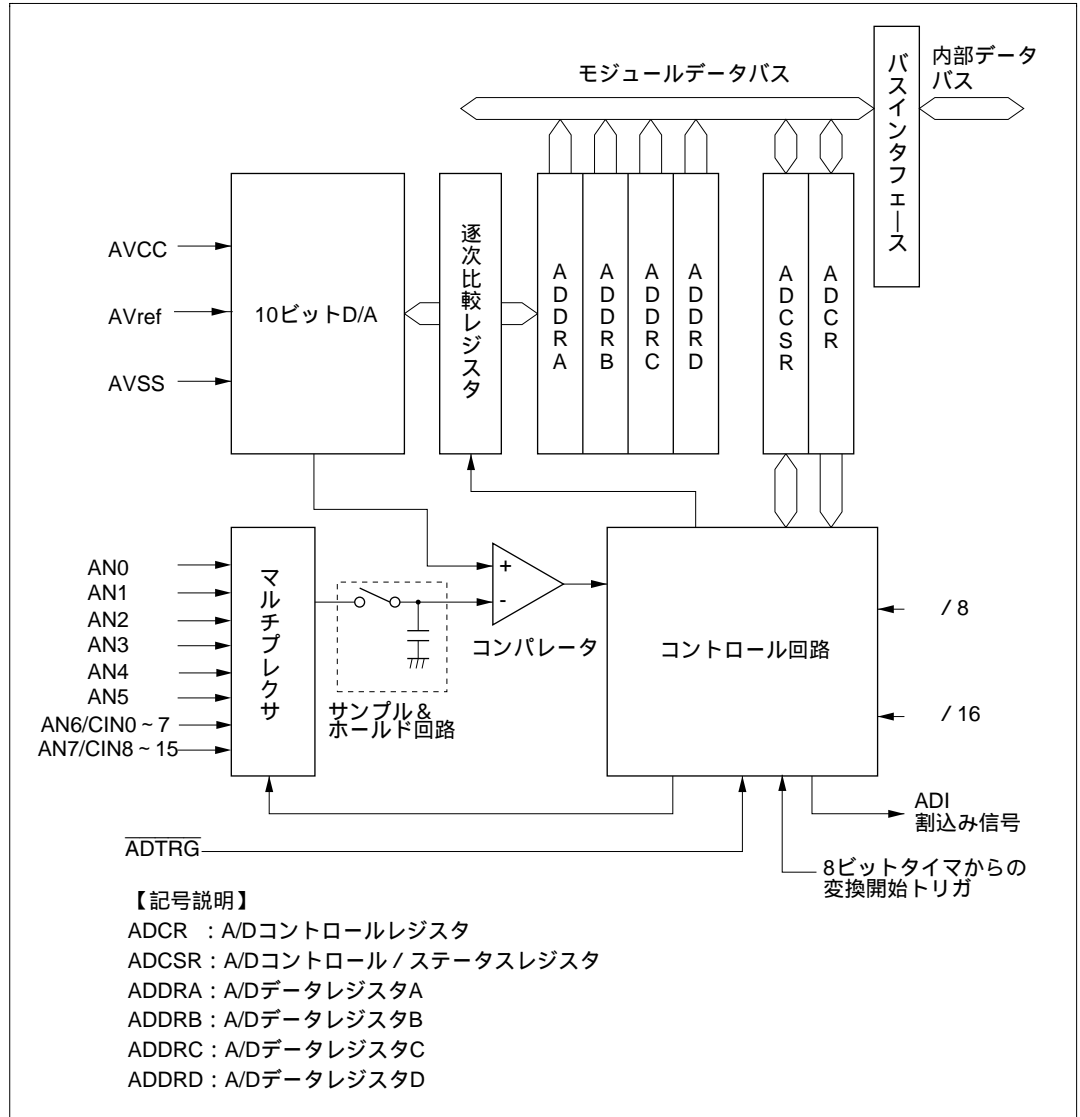 モジュールデータバス
バスインタフェース
内部データ
バス
AVCC
AVref
AVSS
10ビットD/A
逐次比較レジスタ
ADDRA
ADDRB
ADDRC
ADDRD
ADCSR
ADCR
AN0
AN1
AN2
AN3
AN4
AN5
AN6/CIN0~7
AN7/CIN8~15
マルチプレクサ
サンプル&
ホールド回路
+
-
コンパレータ
コントロール回路
/ 8
/ 16
ADI
割込み信号
ADTRG
8ビットタイマからの
変換開始トリガ
【記号説明】
ADCR :A/Dコントロールレジスタ
ADCSR:A/Dコントロール/ステータスレジスタ
ADDRA:A/DデータレジスタA
ADDRB:A/DデータレジスタB
ADDRC:A/DデータレジスタC
ADDRD:A/DデータレジスタD